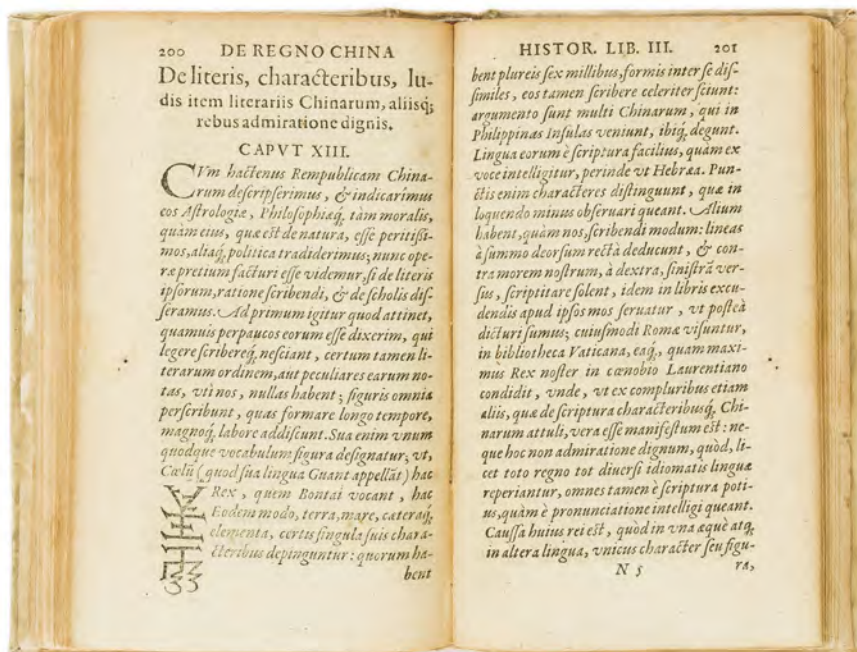 200 DE REGNO CHINA
De literis, characteribus, lu-
dis item literariis Chinarum, aliisq́;
rebus admiratione dignis.
CAPVT XIII.
CVm hactenus Rempublicam China-
rum descripserimus, & indicarimus
eos Astrologiæ, Philosophiæq́, tàm moralis,
quàm eius, quæ est de natura, esse peritißi-
mos, aliaq́, politica tradiderimus; nunc ope-
ræ pretium facturi esse videmur, si de literis
ipsorum, ratione scribendi, & de scholis dis-
seramus. Ad primum igitur quod attinet,
quamuis perpaucos eorum esse dixerim, qui
legere scribereq́, nesciant, certum tamen li-
terarum ordinem, aut peculiares earum no-
tas, vti nos, nullas habent; figuris omnia
perscribunt, quas formare longo tempore,
magnoq́, labore addiscunt. Sua enim vnum
quodque vocabulum figura designatur; vt,
Cœlū (quod sua lingua Guant appellāt) hac
Rex, quem Bontai vocant, hac
Eodem modo, terra, mare, cæteraq́,
elementa, certis singula suis chara-
cteribus depinguntur: quorum ha-
bent
HISTOR. LIB. III. 201
bent plureis sex millibus, formis inter se dis-
similes, eos tamen scribere celeriter sciunt:
argumento sunt multi Chinarum, qui in
Philippinas Insulas veniunt, ibiq́, degunt.
Lingua eorum è scriptura facilius, quàm ex
voce intelligitur, perinde vt Hebræa. Pun-
ctis enim characteres distinguunt, quæ in
loquendo minus obseruari queant. Alium
habent, quàm nos, scribendi modum: lineas
à summo deorsum rectà deducunt, & con-
tra morem nostrum, à dextra, sinistrā ver-
sus, scriptitare solent, idem in libris excu-
dendis apud ipsos mos seruatur, vt posteà
dicturi sumus; cuiusmodi Romæ visuntur,
in bibliotheca Vaticana, eaq́, quam maxi-
mus Rex noster in cœnobio Laurentiano
condidit, vnde, vt ex compluribus etiam
aliis, quæ de scriptura characteribusq́, Chi-
narum attuli, vera esse manifestum est: ne-
que hoc non admiratione dignum, quòd, li-
cet toto regno tot diuersi idiomatis linguæ
reperiantur, omnes tamen è scriptura poti-
us, quàm è pronunciatione intelligi queant.
Caussa huius rei est, quòd in vna æquè atq́,
in altera lingua, vnicus character seu figu-
N 5 ra,